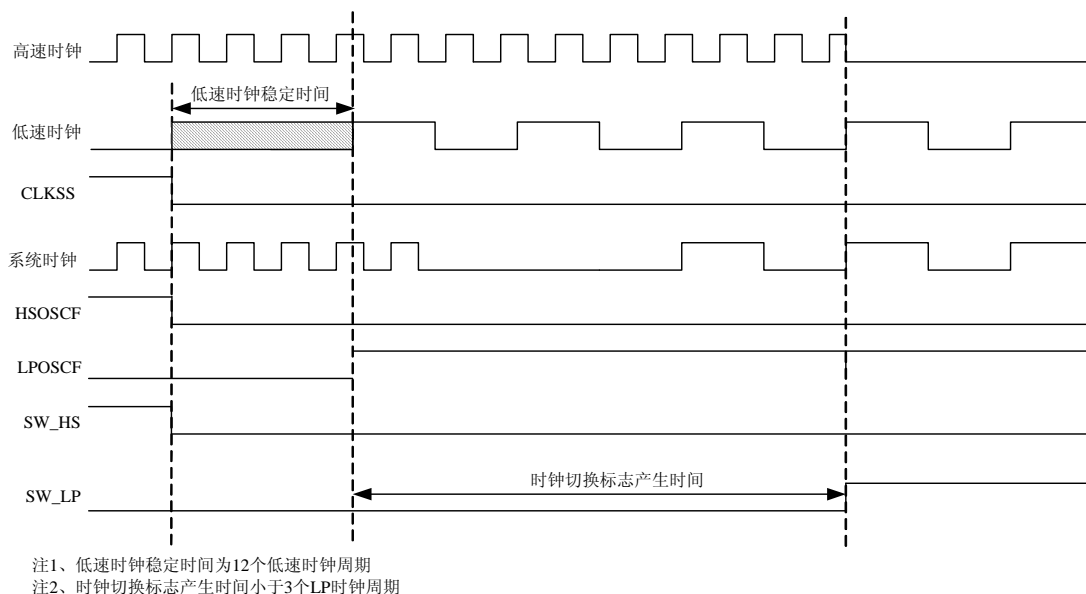 高速时钟
低速时钟稳定时间
低速时钟
CLKSS
系统时钟
HSOSCF
LPOSCF
SW_HS
时钟切换标志产生时间
SW_LP
注1、低速时钟稳定时间为12个低速时钟周期
注2、时钟切换标志产生时间小于3个LP时钟周期